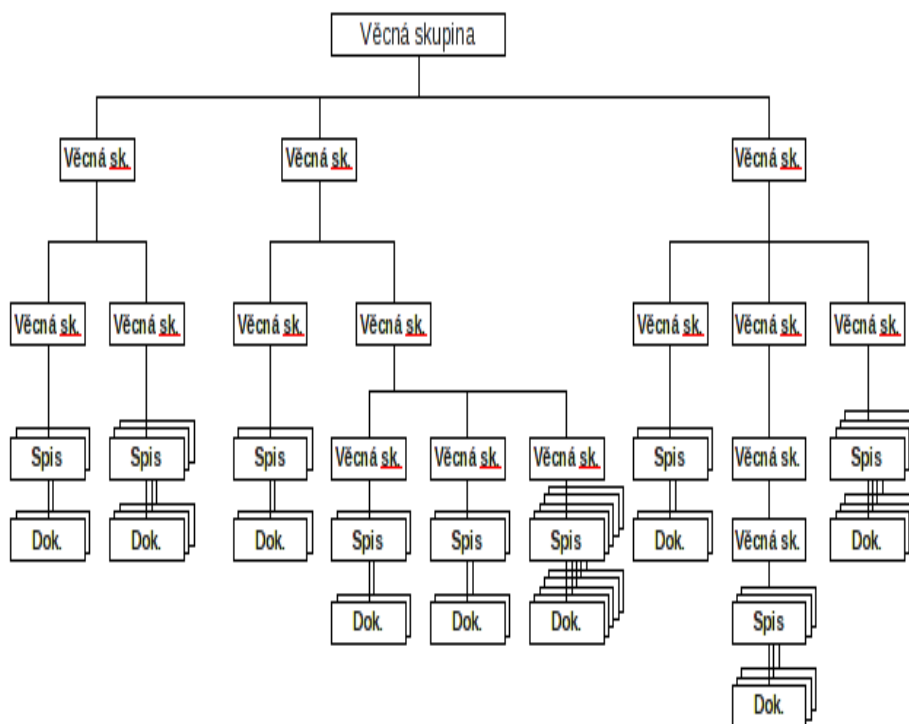 Věcná skupina
Věcná sk. Věcná sk. Věcná sk.
Věcná sk. Věcná sk. Věcná sk. Věcná sk. Věcná sk. Věcná sk. Věcná sk.
Spis Spis Spis Věcná sk. Věcná sk. Věcná sk. Spis Věcná sk. Spis
Dok. Dok. Dok. Spis Spis Spis Dok. Věcná sk. Dok.
Dok. Dok. Dok. Spis
Dok.